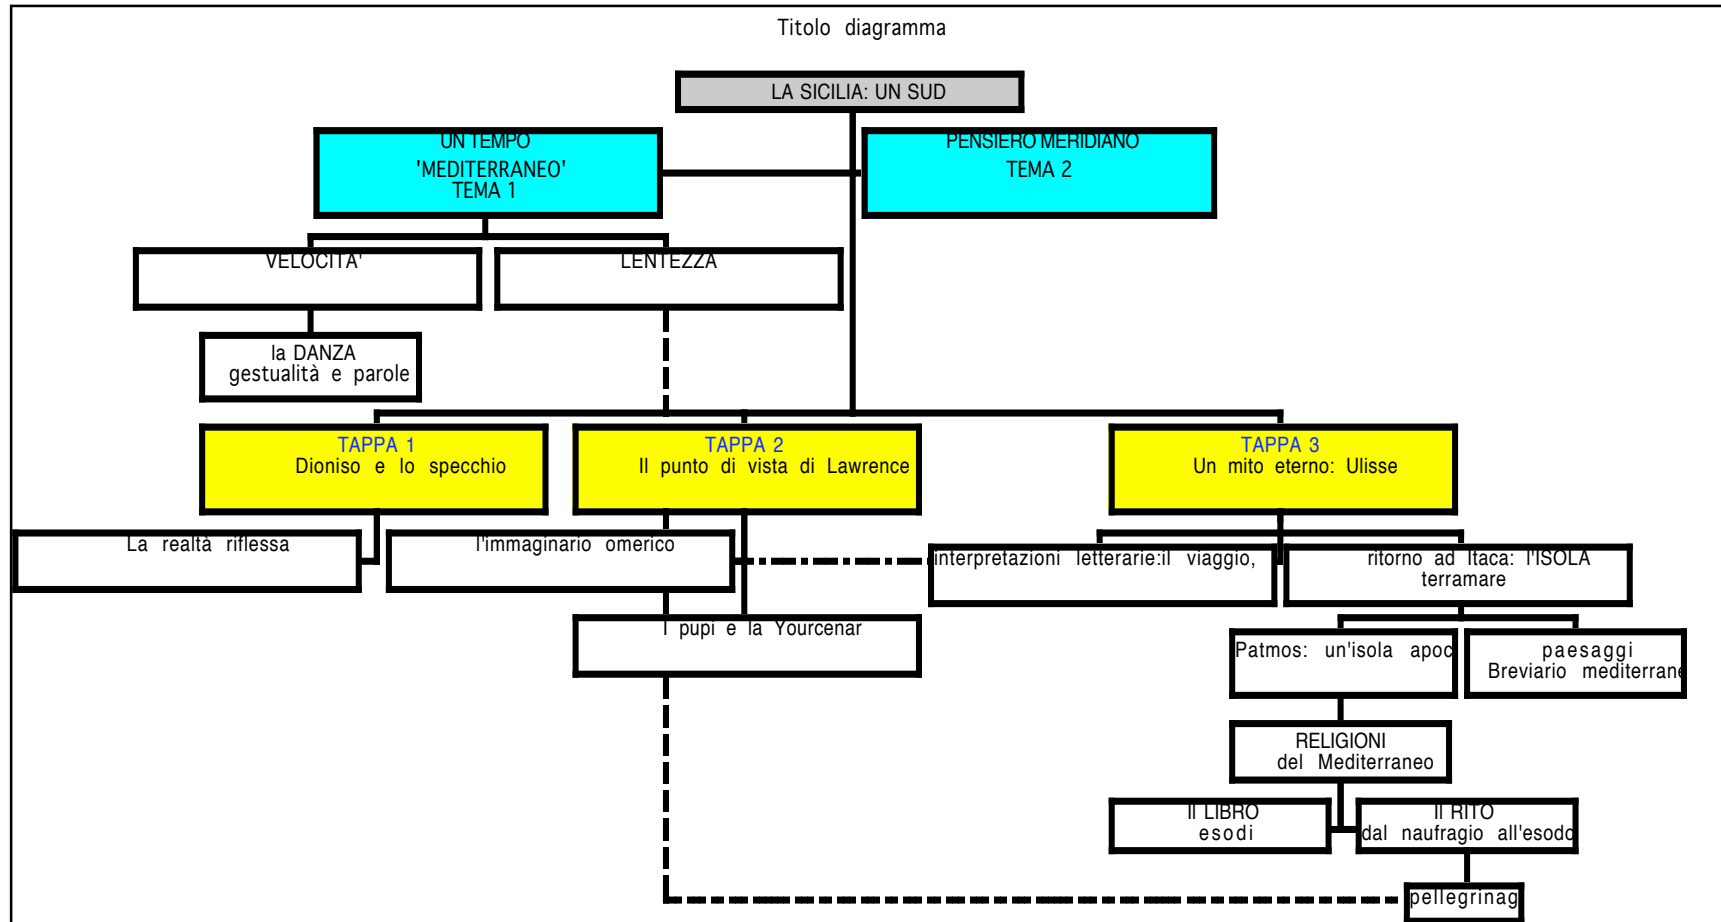 Titolo diagramma
LA SICILIA: UN SUD
UN TEMPO
'MEDITERRANEO'
TEMA 1
PENSIERO MERIDIANO
TEMA 2
VELOCITA'
LENTEZZA
la DANZA
gestualità e parole
TAPPA 1
Dioniso e lo specchio
TAPPA 2
Il punto di vista di Lawrence
TAPPA 3
Un mito eterno: Ulisse
La realtà riflessa
l'immaginario omerico
interpretazioni letterarie:il viaggio,
ritorno ad Itaca: l'ISOLA
terramare
I pupi e la Yourcenar
Patmos: un'isola apoc
paesaggi
Breviario mediterrane
RELIGIONI
del Mediterraneo
Il LIBRO
esodi
Il RITO
dal naufragio all'esodo
pellegrinag